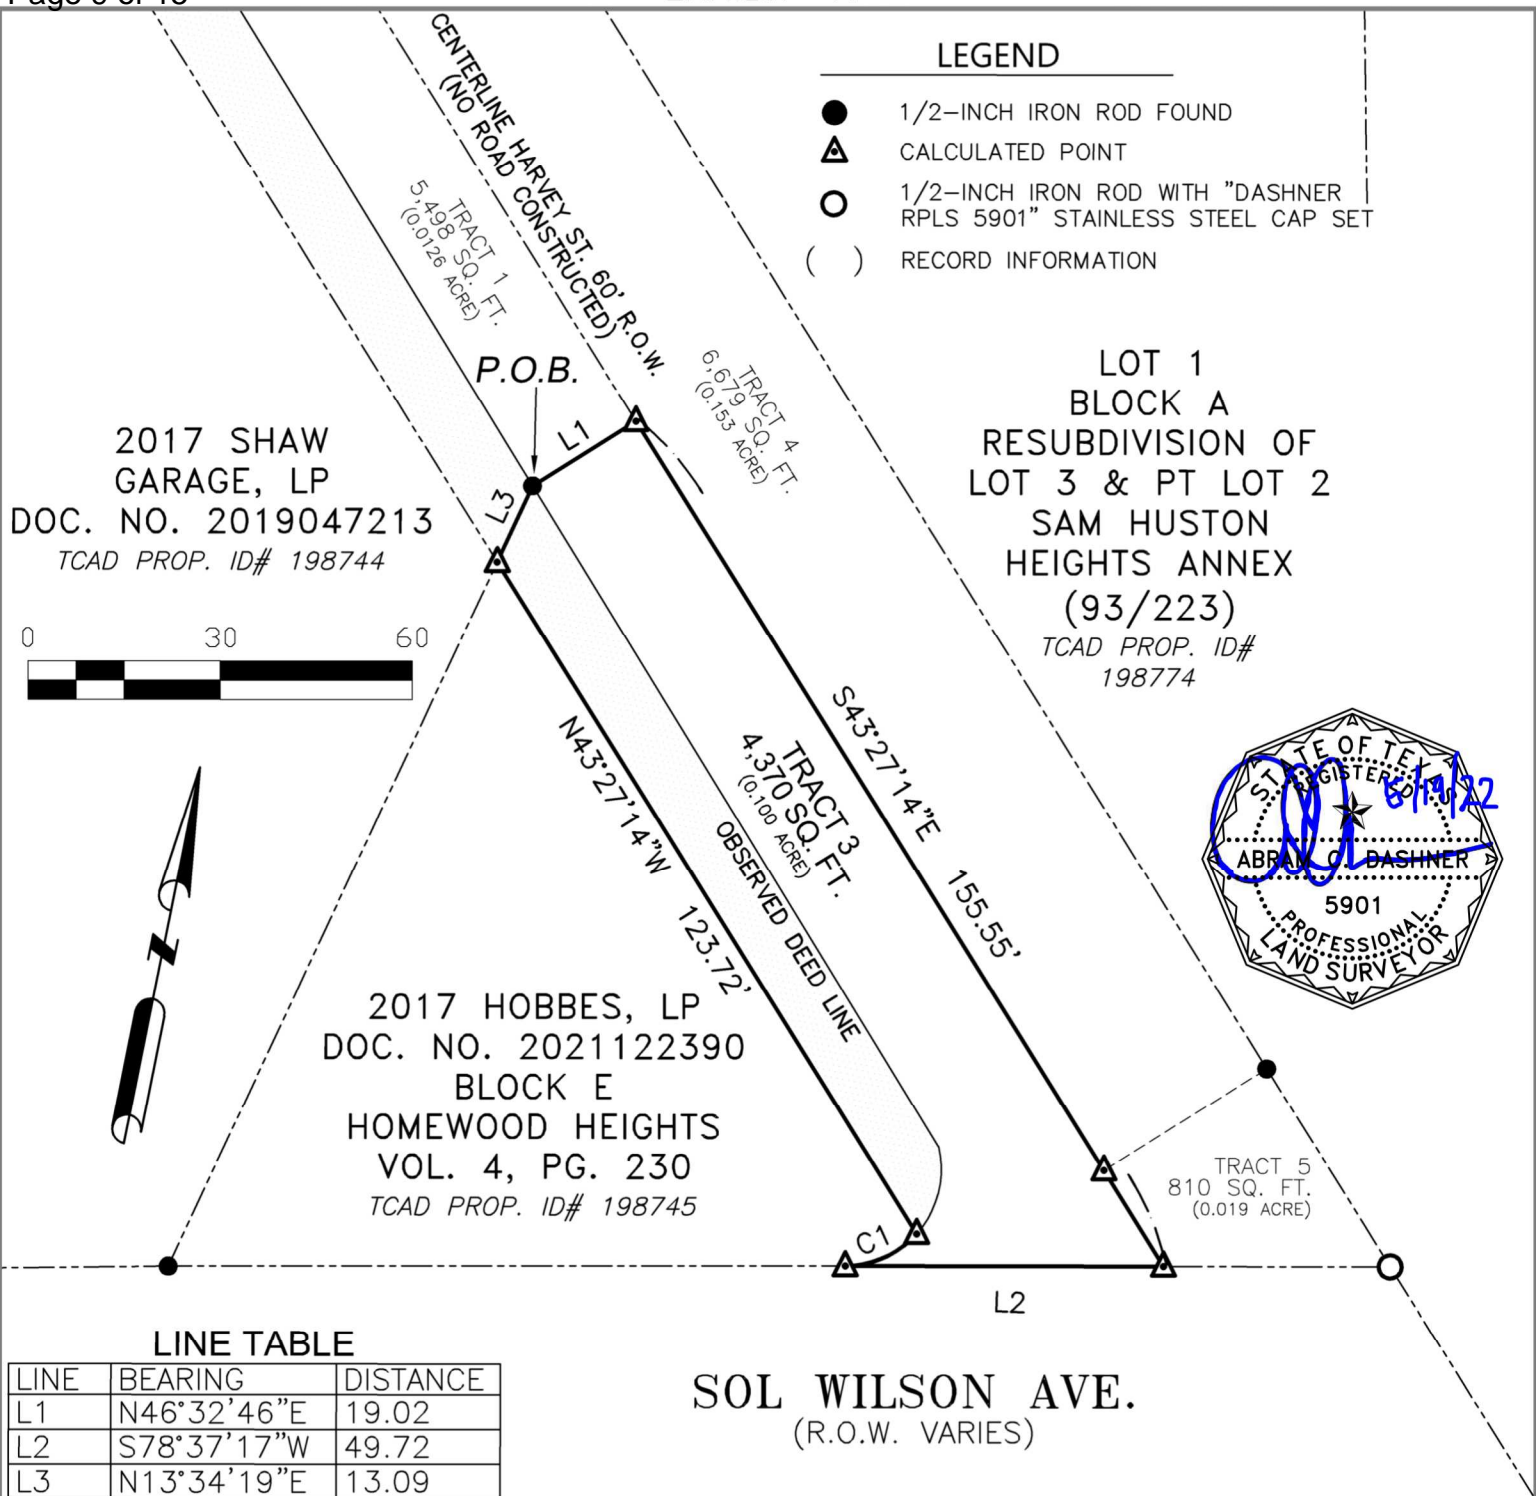 LEGEND
1/2-INCH IRON ROD FOUND
CALCULATED POINT
1/2-INCH IRON ROD WITH "DASHNER
RPLS 5901" STAINLESS STEEL CAP SET
( ) RECORD INFORMATION
CENTERLINE HARVEY ST. 60' R.O.W.
(NO ROAD CONSTRUCTED)
TRACT 1
5,498 SQ. FT.
(0.0126 ACRE)
P.O.B.
L1
L3
TRACT 4
6,679 SQ. FT.
(0.153 ACRE)
LOT 1
BLOCK A
RESUBDIVISION OF
LOT 3 & PT LOT 2
SAM HUSTON
HEIGHTS ANNEX
(93/223)
TCAD PROP. ID#
198774
2017 SHAW
GARAGE, LP
DOC. NO. 2019047213
TCAD PROP. ID# 198744
0 30 60
N43°27'14"W 123.72'
S43°27'14"E 155.55'
TRACT 3
4,370 SQ. FT.
(0.100 ACRE)
OBSERVED DEED LINE
N
STATE OF TEXAS
REGISTERED
5/19/22
ABRAM C. DASHNER
5901
PROFESSIONAL
LAND SURVEYOR
2017 HOBBES, LP
DOC. NO. 2021122390
BLOCK E
HOMEWOOD HEIGHTS
VOL. 4, PG. 230
TCAD PROP. ID# 198745
TRACT 5
810 SQ. FT.
(0.019 ACRE)
C1
L2
LINE TABLE
LINE BEARING DISTANCE
L1 N46°32'46"E 19.02
L2 S78°37'17"W 49.72
L3 N13°34'19"E 13.09
SOL WILSON AVE.
(R.O.W. VARIES)